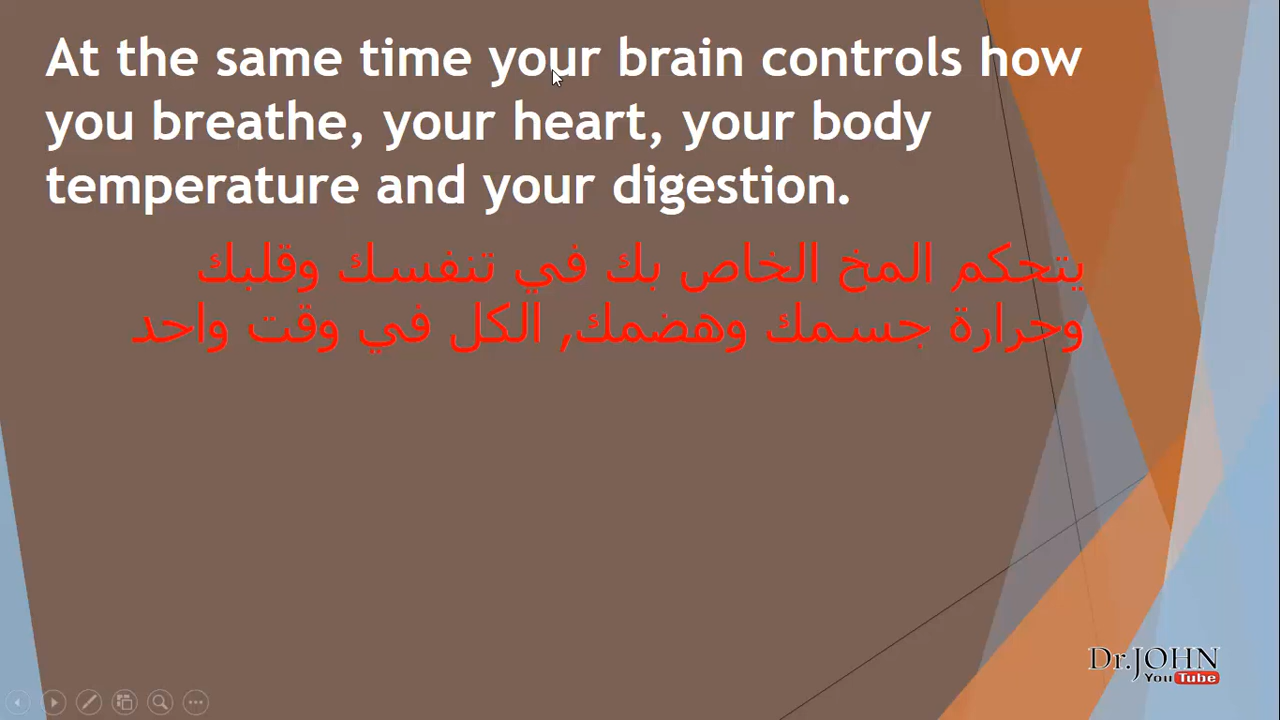 At the same time your brain controls how
you breathe, your heart, your body
temperature and your digestion.
يتحكم المخ الخاص بك في تنفسك وقلبك
وحرارة جسمك وهضمك, الكل في وقت واحد
Dr.JOHN
YouTube